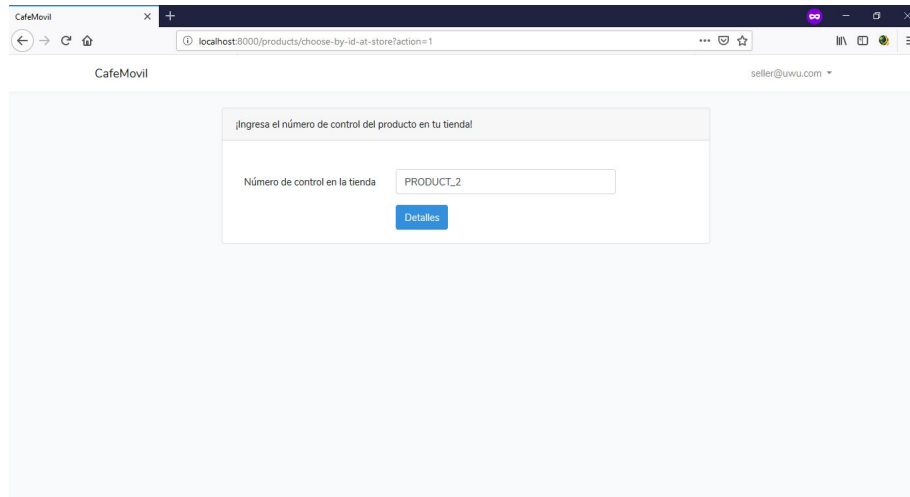 CafeMovil
localhost:8000/products/choose-by-id-at-store?action=1
CafeMovil
seller@uwu.com
¡Ingresa el número de control del producto en tu tienda!
Número de control en la tienda
PRODUCT_2
Detalles